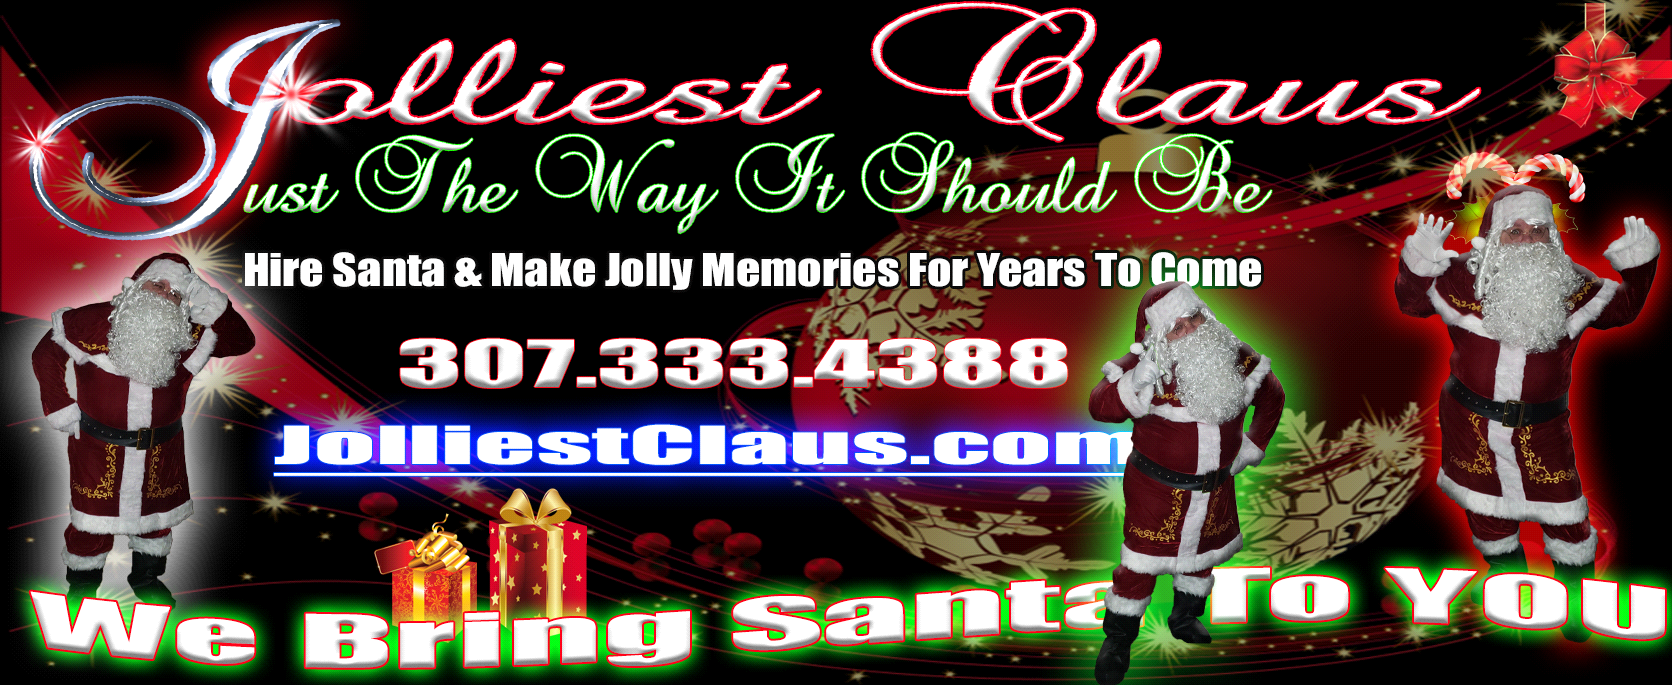 Jolliest Claus
Just The Way It Should Be
Hire Santa & Make Jolly Memories For Years To Come
307.333.4388
JolliestClaus.com
We Bring Santa To YOU